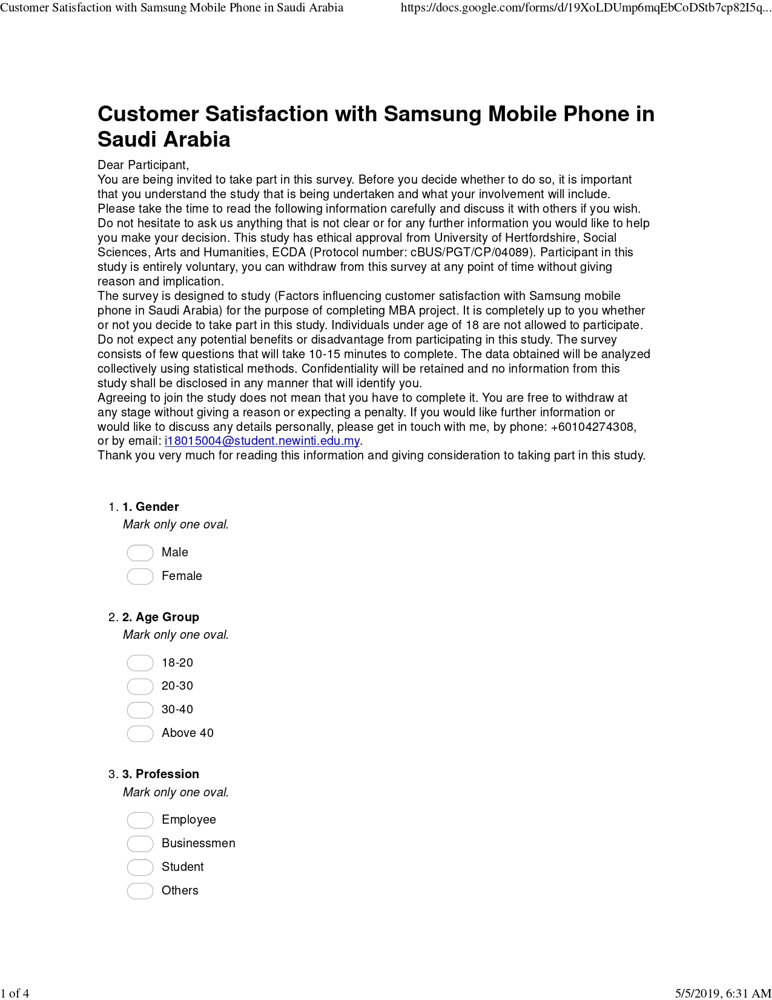 Customer Satisfaction with Samsung Mobile Phone in Saudi Arabia https://docs.google.com/forms/d/19XoLDUmp6mqEbCoDStb7cp82I5q...
Customer Satisfaction with Samsung Mobile Phone in
Saudi Arabia
Dear Participant,
You are being invited to take part in this survey. Before you decide whether to do so, it is important
that you understand the study that is being undertaken and what your involvement will include.
Please take the time to read the following information carefully and discuss it with others if you wish.
Do not hesitate to ask us anything that is not clear or for any further information you would like to help
you make your decision. This study has ethical approval from University of Hertfordshire, Social
Sciences, Arts and Humanities, ECDA (Protocol number: cBUS/PGT/CP/04089). Participant in this
study is entirely voluntary, you can withdraw from this survey at any point of time without giving
reason and implication.
The survey is designed to study (Factors influencing customer satisfaction with Samsung mobile
phone in Saudi Arabia) for the purpose of completing MBA project. It is completely up to you whether
or not you decide to take part in this study. Individuals under age of 18 are not allowed to participate.
Do not expect any potential benefits or disadvantage from participating in this study. The survey
consists of few questions that will take 10-15 minutes to complete. The data obtained will be analyzed
collectively using statistical methods. Confidentiality will be retained and no information from this
study shall be disclosed in any manner that will identify you.
Agreeing to join the study does not mean that you have to complete it. You are free to withdraw at
any stage without giving a reason or expecting a penalty. If you would like further information or
would like to discuss any details personally, please get in touch with me, by phone: +60104274308,
or by email: i18015004@student.newinti.edu.my.
Thank you very much for reading this information and giving consideration to taking part in this study.
1. 1. Gender
Mark only one oval.
Male
Female
2. 2. Age Group
Mark only one oval.
18-20
20-30
30-40
Above 40
3. 3. Profession
Mark only one oval.
Employee
Businessmen
Student
Others
1 of 4 5/5/2019, 6:31 AM